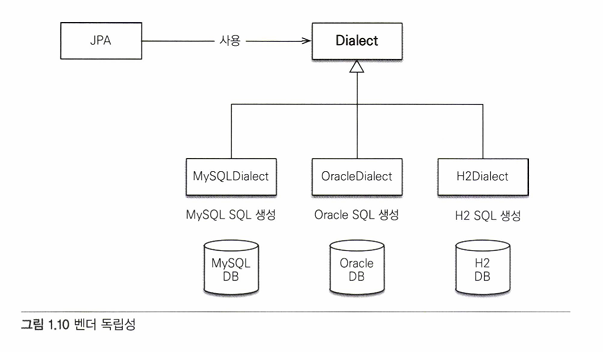 JPA
사용
Dialect
MySQLDialect
OracleDialect
H2Dialect
MySQL SQL 생성
Oracle SQL 생성
H2 SQL 생성
MySQL
DB
Oracle
DB
H2
DB
그림 1.10 벤더 독립성